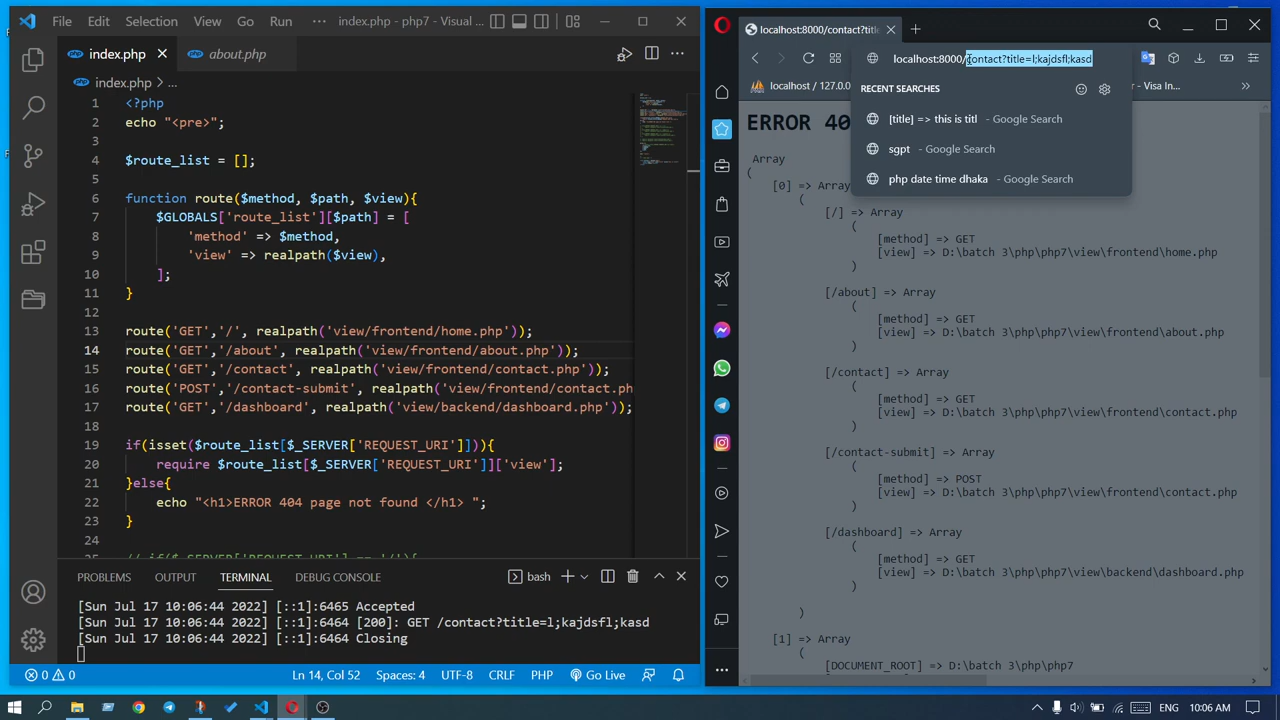 File Edit Selection View Go Run ··· index.php - php7 - Visual ...
index.php
about.php
index.php > ...
1 <?php
2 echo "<pre>";
3
4 $route_list = [];
5
6 function route($method, $path, $view){
7 $GLOBALS['route_list'][$path] = [
8 'method' => $method,
9 'view' => realpath($view),
10 ];
11 }
12
13 route('GET','/', realpath('view/frontend/home.php'));
14 route('GET','/about', realpath('view/frontend/about.php'));
15 route('GET','/contact', realpath('view/frontend/contact.php'));
16 route('POST','/contact-submit', realpath('view/frontend/contact.ph
17 route('GET','/dashboard', realpath('view/backend/dashboard.php'));
18
19 if(isset($route_list[$_SERVER['REQUEST_URI']])){
20 require $route_list[$_SERVER['REQUEST_URI']]['view'];
21 }else{
22 echo "<h1>ERROR 404 page not found </h1> ";
23 }
24
// if($_SERVER['REQUEST_URI'] == '/'){
PROBLEMS OUTPUT TERMINAL DEBUG CONSOLE bash
[Sun Jul 17 10:06:44 2022] [::1]:6465 Accepted
[Sun Jul 17 10:06:44 2022] [::1]:6464 [200]: GET /contact?title=l;kajdsfl;kasd
[Sun Jul 17 10:06:44 2022] [::1]:6464 Closing
0 0 Ln 14, Col 52 Spaces: 4 UTF-8 CRLF PHP Go Live
localhost:8000/contact?title
localhost:8000/contact?title=l;kajdsfl;kasd
localhost / 127.0.0
r - Visa In...
RECENT SEARCHES
[title] => this is titl - Google Search
sgpt - Google Search
php date time dhaka - Google Search
ERROR 40
Array
(
[0] => Array
(
[/] => Array
(
[method] => GET
[view] => D:\batch 3\php\php7\view\frontend\home.php
)
[/about] => Array
(
[method] => GET
[view] => D:\batch 3\php\php7\view\frontend\about.php
)
[/contact] => Array
(
[method] => GET
[view] => D:\batch 3\php\php7\view\frontend\contact.php
)
[/contact-submit] => Array
(
[method] => POST
[view] => D:\batch 3\php\php7\view\frontend\contact.php
)
[/dashboard] => Array
(
[method] => GET
[view] => D:\batch 3\php\php7\view\backend\dashboard.php
)
)
[1] => Array
(
[DOCUMENT_ROOT] => D:\batch 3\php\php7
ENG 10:06 AM